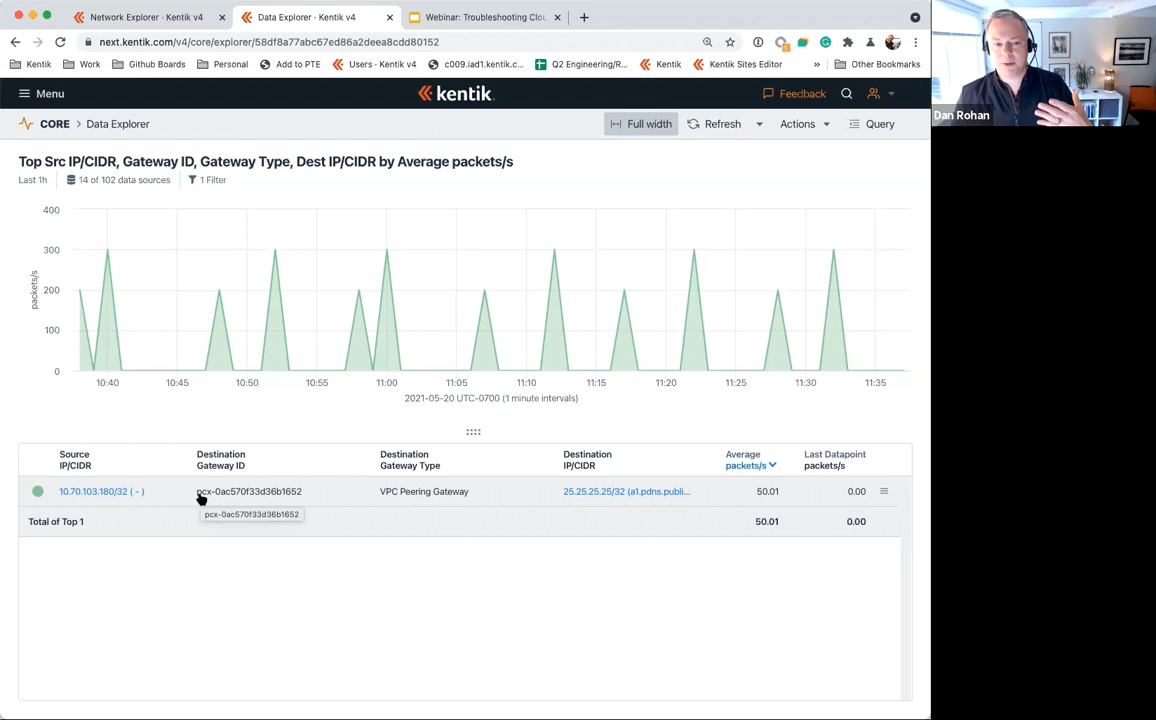 Network Explorer · Kentik v4
Data Explorer · Kentik v4
Webinar: Troubleshooting Clou
next.kentik.com/v4/core/explorer/58df8a77abc67ed86a2deea8cdd80152
Kentik
Work
Github Boards
Personal
Add to PTE
Users · Kentik v4
c009.iad1.kentik.c...
Q2 Engineering/R...
Kentik
Kentik Sites Editor
»
Other Bookmarks
Menu
kentik
Feedback
CORE > Data Explorer
Full width
Refresh
Actions
Query
Top Src IP/CIDR, Gateway ID, Gateway Type, Dest IP/CIDR by Average packets/s
Last 1h
14 of 102 data sources
1 Filter
400
300
200
100
0
packets/s
10:40 10:45 10:50 10:55 11:00 11:05 11:10 11:15 11:20 11:25 11:30 11:35
2021-05-20 UTC-0700 (1 minute intervals)
Source IP/CIDR
Destination Gateway ID
Destination Gateway Type
Destination IP/CIDR
Average packets/s
Last Datapoint packets/s
10.70.103.180/32 ( - )
pcx-0ac570f33d36b1652
VPC Peering Gateway
25.25.25.25/32 (a1.pdns.publi...
50.01
0.00
pcx-0ac570f33d36b1652
Total of Top 1
50.01
0.00
Dan Rohan